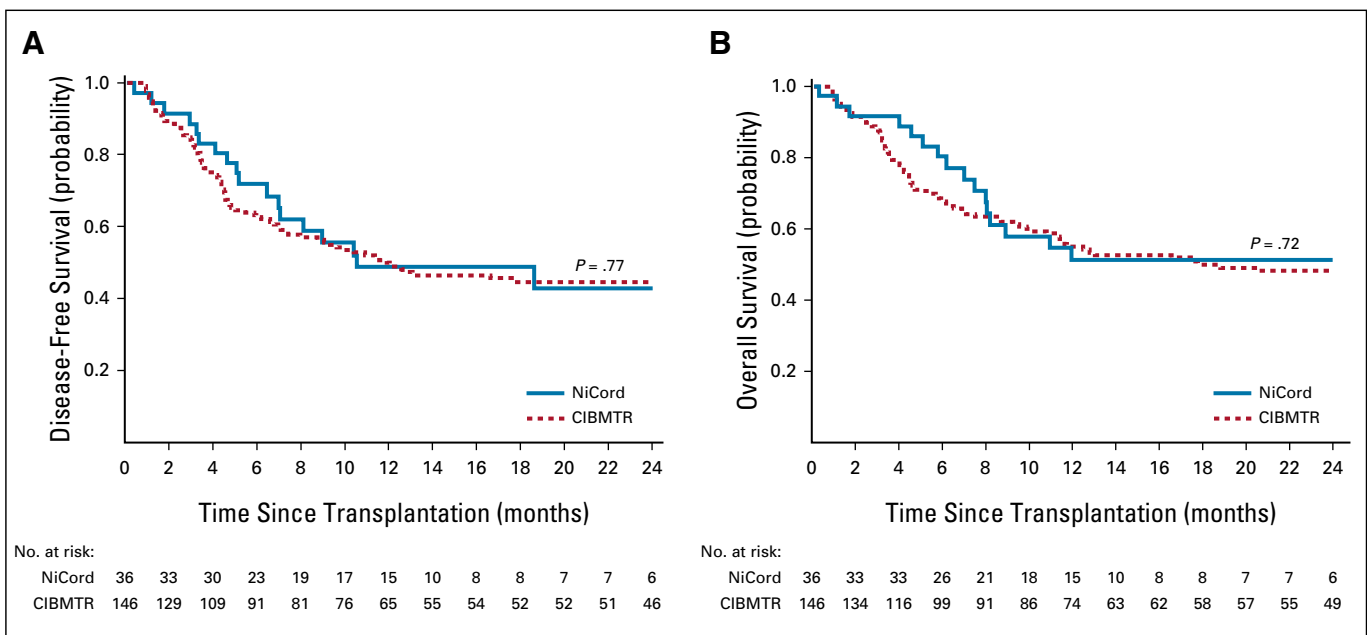 A
Disease-Free Survival (probability)
1.0
0.8
0.6
0.4
0.2
P = .77
NiCord
CIBMTR
0 2 4 6 8 10 12 14 16 18 20 22 24
Time Since Transplantation (months)
No. at risk:
NiCord 36 33 30 23 19 17 15 10 8 8 7 7 6
CIBMTR 146 129 109 91 81 76 65 55 54 52 52 51 46
B
Overall Survival (probability)
1.0
0.8
0.6
0.4
0.2
P = .72
NiCord
CIBMTR
0 2 4 6 8 10 12 14 16 18 20 22 24
Time Since Transplantation (months)
No. at risk:
NiCord 36 33 33 26 21 18 15 10 8 8 7 7 6
CIBMTR 146 134 116 99 91 86 74 63 62 58 57 55 49